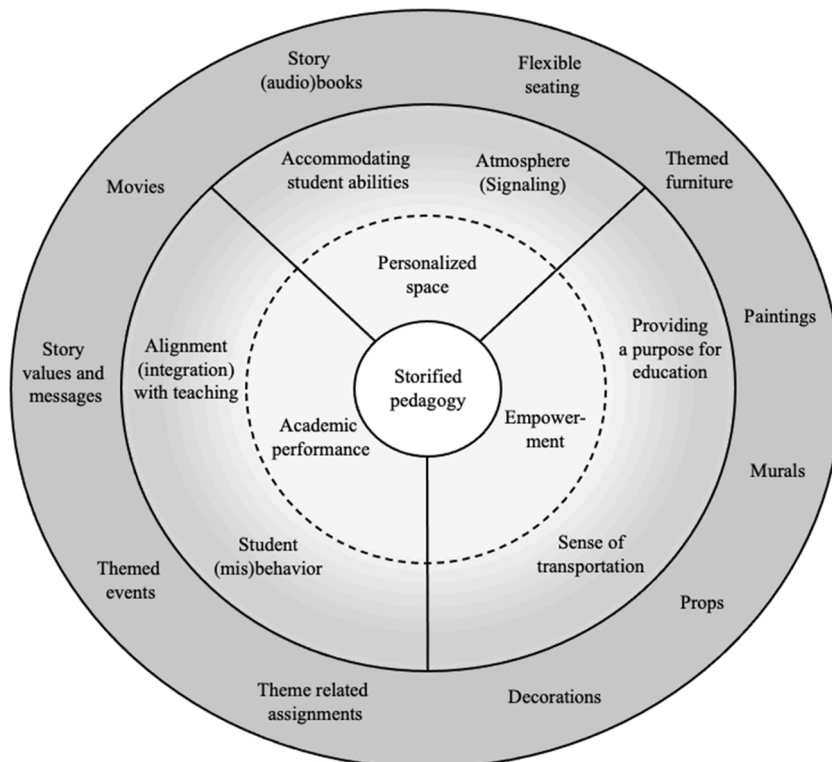 Story
(audio)books
Flexible
seating
Movies
Accommodating
student abilities
Atmosphere
(Signaling)
Themed
furniture
Personalized
space
Story
values and
messages
Alignment
(integration)
with teaching
Storified
pedagogy
Providing
a purpose for
education
Paintings
Academic
performance
Empower-
ment
Murals
Themed
events
Student
(mis)behavior
Sense of
transportation
Props
Theme related
assignments
Decorations